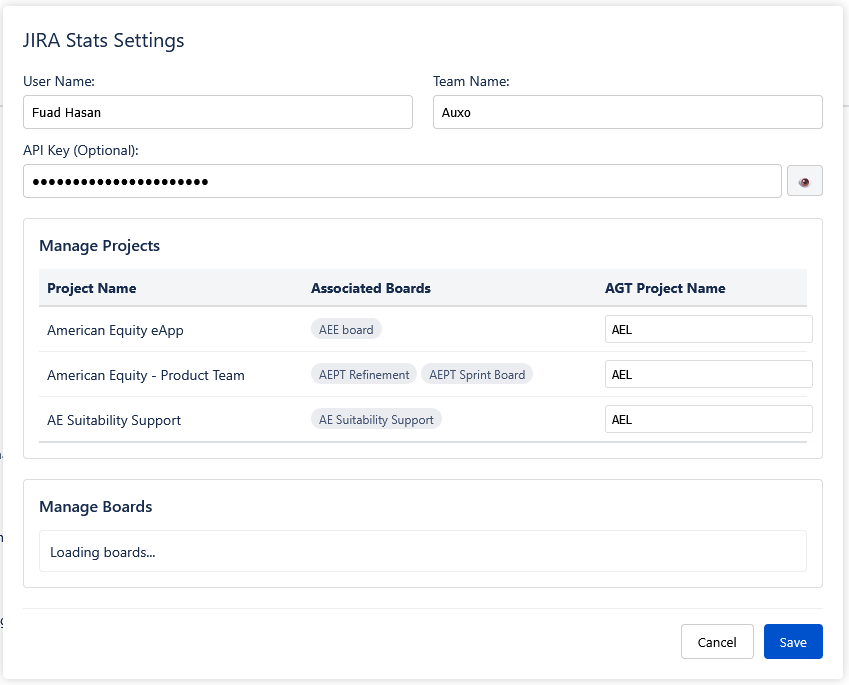 JIRA Stats Settings
User Name: Team Name:
Fuad Hasan Auxo
API Key (Optional):
••••••••••••••••••••••
Manage Projects
Project Name Associated Boards AGT Project Name
American Equity eApp AEE board AEL
American Equity - Product Team AEPT Refinement AEPT Sprint Board AEL
AE Suitability Support AE Suitability Support AEL
Manage Boards
Loading boards...
Cancel Save